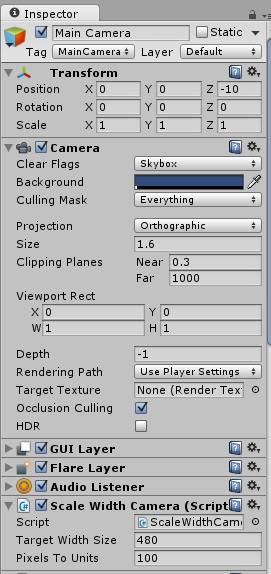 Inspector
Main Camera Static
Tag MainCamera Layer Default
Transform
Position X 0 Y 0 Z -10
Rotation X 0 Y 0 Z 0
Scale X 1 Y 1 Z 1
Camera
Clear Flags Skybox
Background
Culling Mask Everything
Projection Orthographic
Size 1.6
Clipping Planes Near 0.3
Far 1000
Viewport Rect
X 0 Y 0
W 1 H 1
Depth -1
Rendering Path Use Player Settings
Target Texture None (Render Text
Occlusion Culling
HDR
GUI Layer
Flare Layer
Audio Listener
Scale Width Camera (Script
Script ScaleWidthCame
Target Width Size 480
Pixels To Units 100